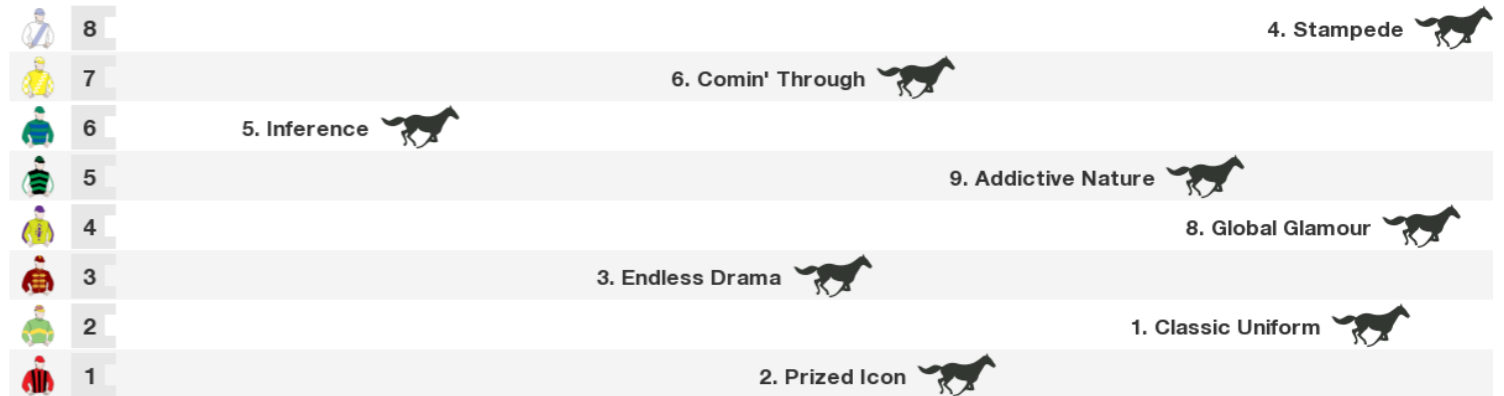 8 4. Stampede
7 6. Comin' Through
6 5. Inference
5 9. Addictive Nature
4 8. Global Glamour
3 3. Endless Drama
2 1. Classic Uniform
1 2. Prized Icon